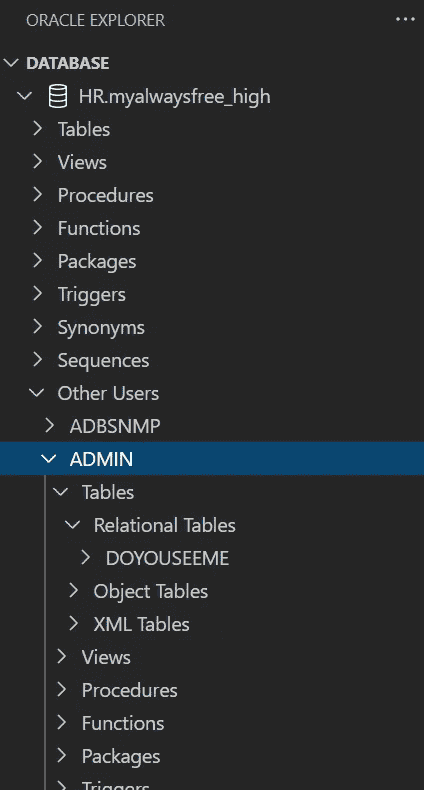 ORACLE EXPLORER
DATABASE
HR.myalwaysfree_high
Tables
Views
Procedures
Functions
Packages
Triggers
Synonyms
Sequences
Other Users
ADBSNMP
ADMIN
Tables
Relational Tables
DOYOUSEEME
Object Tables
XML Tables
Views
Procedures
Functions
Packages
Triggers